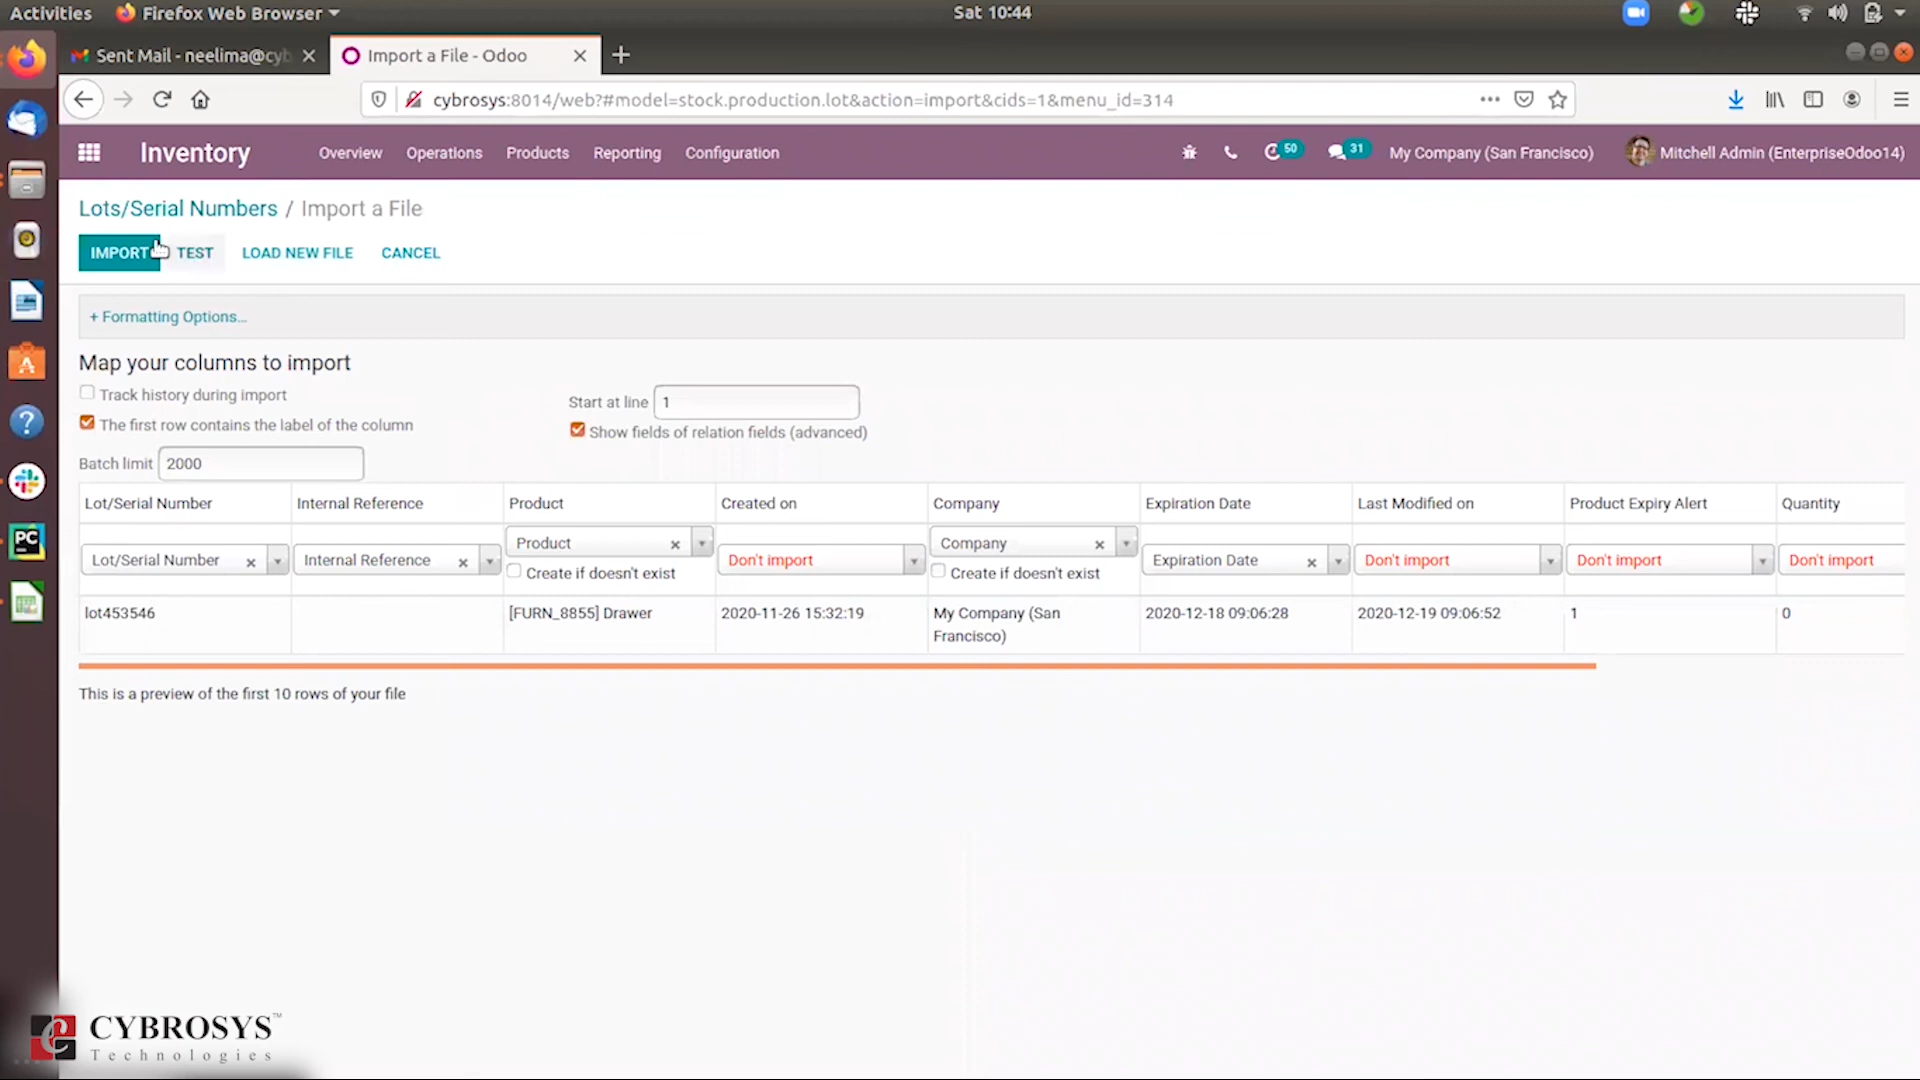 Activities Firefox Web Browser Sat 10:44
Sent Mail - neelima@cyb Import a File - Odoo
cybrosys:8014/web?#model=stock.production.lot&action=import&cids=1&menu_id=314
Inventory Overview Operations Products Reporting Configuration 50 31 My Company (San Francisco) Mitchell Admin (EnterpriseOdoo14)
Lots/Serial Numbers / Import a File
IMPORT TEST LOAD NEW FILE CANCEL
+ Formatting Options...
Map your columns to import
Track history during import Start at line 1
The first row contains the label of the column Show fields of relation fields (advanced)
Batch limit 2000
Lot/Serial Number Internal Reference Product Created on Company Expiration Date Last Modified on Product Expiry Alert Quantity
Product Company
Lot/Serial Number Internal Reference Don't import Expiration Date Don't import Don't import Don't import
Create if doesn't exist Create if doesn't exist
lot453546 [FURN_8855] Drawer 2020-11-26 15:32:19 My Company (San 2020-12-18 09:06:28 2020-12-19 09:06:52 1 0
Francisco)
This is a preview of the first 10 rows of your file
CYBROSYS™
Technologies
PC